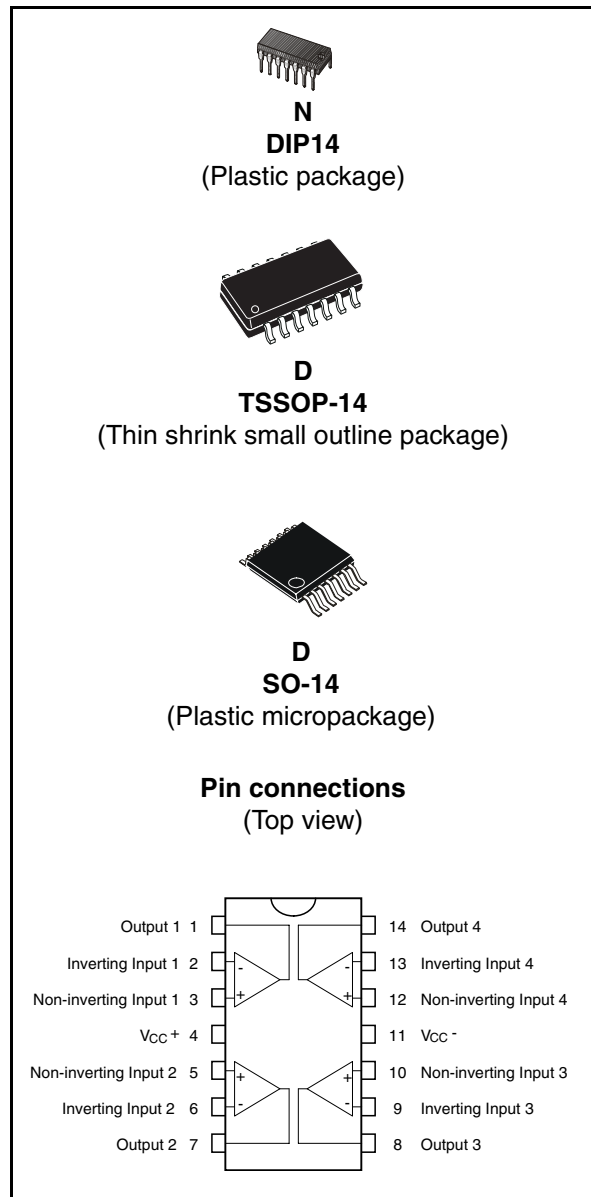 N
DIP14
(Plastic package)
D
TSSOP-14
(Thin shrink small outline package)
D
SO-14
(Plastic micropackage)
Pin connections
(Top view)
Output 1 1 14 Output 4
Inverting Input 1 2 - - 13 Inverting Input 4
Non-inverting Input 1 3 + + 12 Non-inverting Input 4
VCC + 4 11 VCC -
Non-inverting Input 2 5 + + 10 Non-inverting Input 3
Inverting Input 2 6 - - 9 Inverting Input 3
Output 2 7 8 Output 3